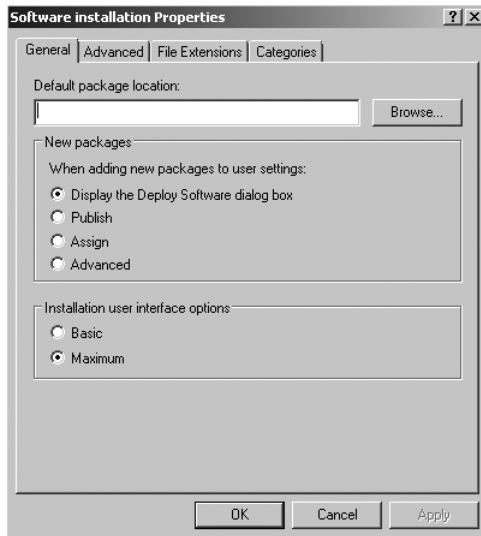 Software installation Properties
General Advanced File Extensions Categories
Default package location:
Browse...
New packages
When adding new packages to user settings:
Display the Deploy Software dialog box
Publish
Assign
Advanced
Installation user interface options
Basic
Maximum
OK Cancel Apply